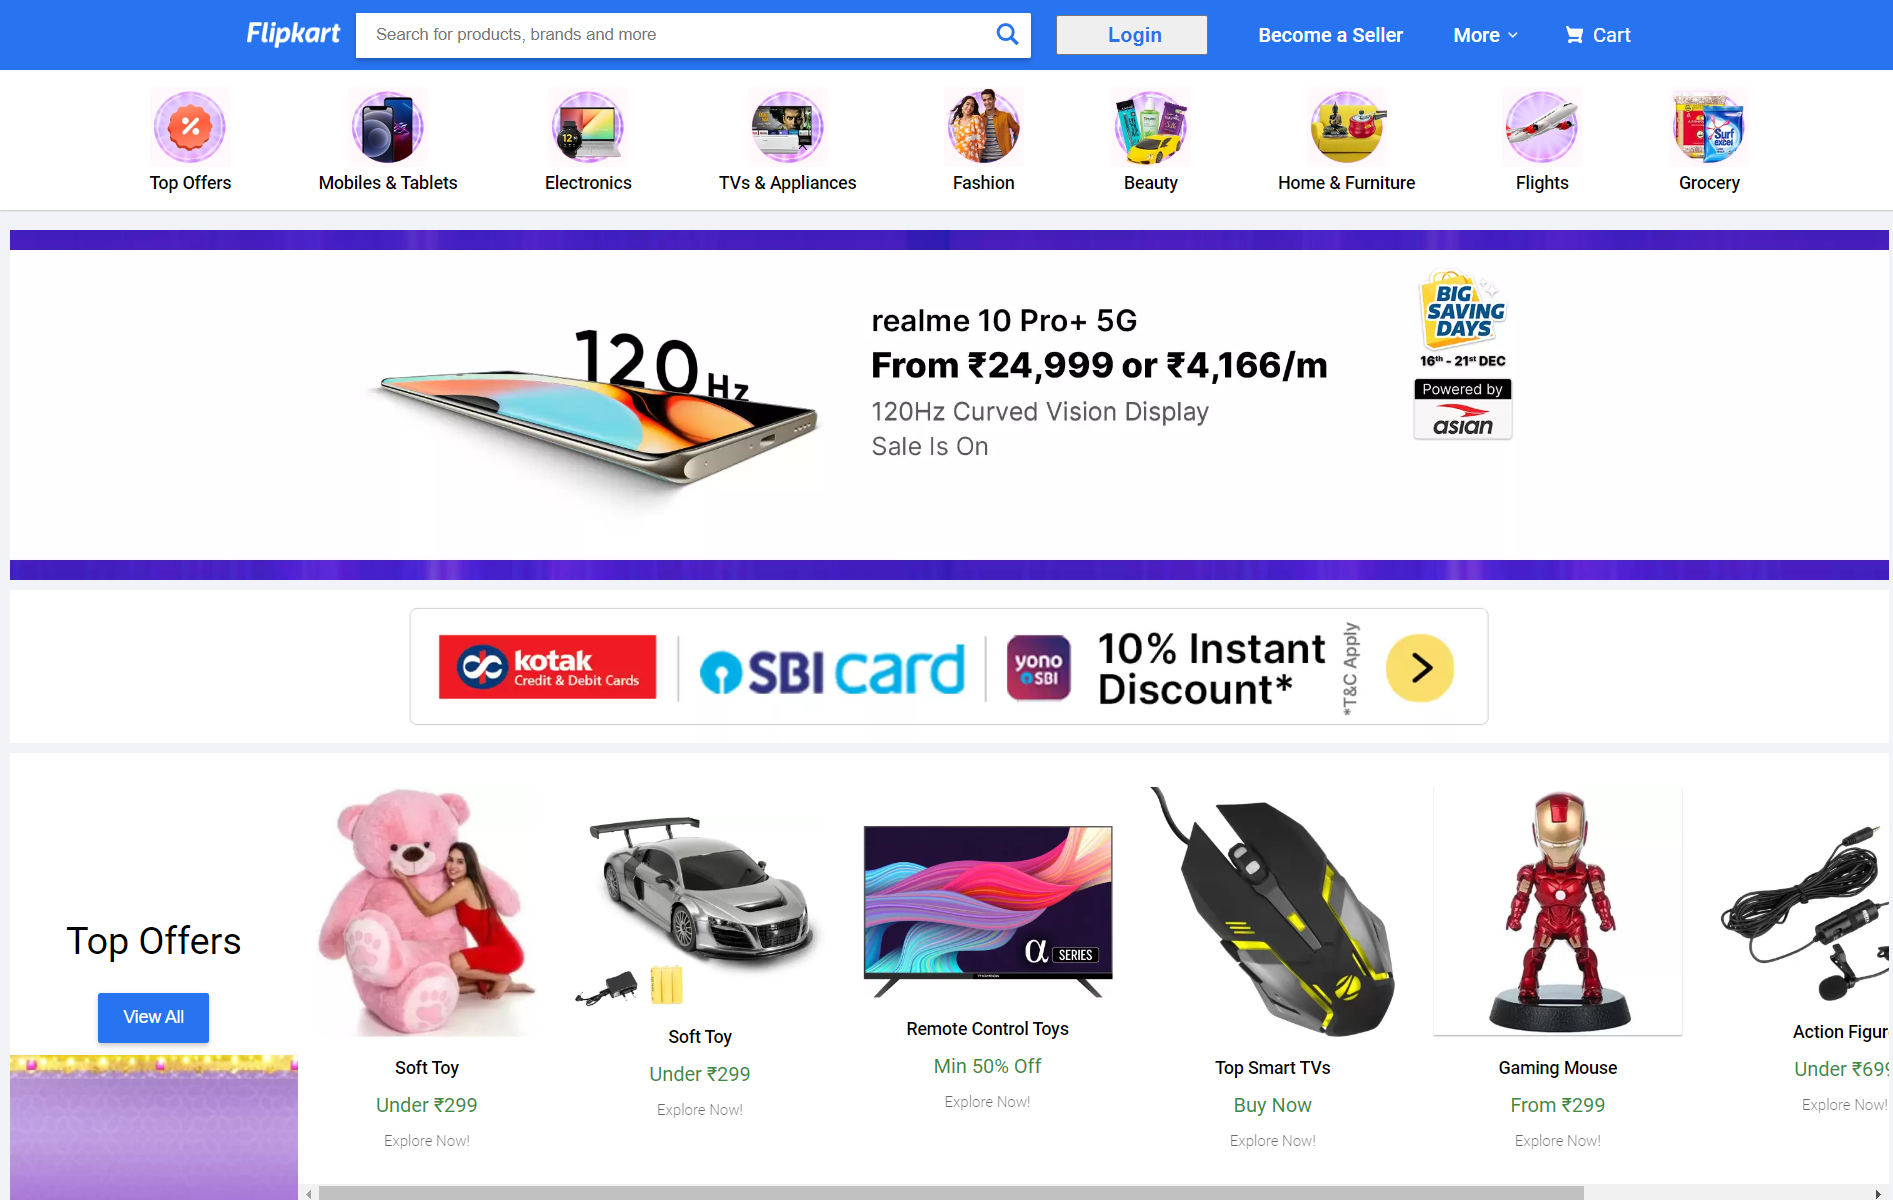 Flipkart
Search for products, brands and more
Login
Become a Seller
More
Cart
Top Offers
Mobiles & Tablets
Electronics
TVs & Appliances
Fashion
Beauty
Home & Furniture
Flights
Grocery
12
Surf
excel
realme 10 Pro+ 5G
From ₹24,999 or ₹4,166/m
120Hz Curved Vision Display
Sale Is On
120Hz
BIG
SAVING
DAYS
16th - 21st DEC
Powered by
asian
kotak
Credit & Debit Cards
SBI card
yono
SBI
10% Instant
Discount*
*T&C Apply
Top Offers
View All
α SERIES
Soft Toy
Under ₹299
Explore Now!
Soft Toy
Under ₹299
Explore Now!
Remote Control Toys
Min 50% Off
Explore Now!
Top Smart TVs
Buy Now
Explore Now!
Gaming Mouse
From ₹299
Explore Now!
Action Figur
Under ₹699
Explore Now!